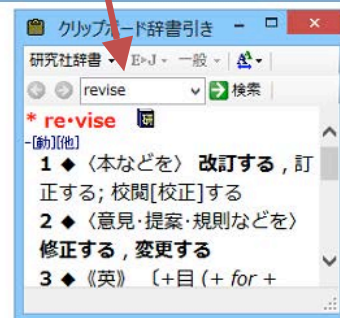 クリップボード辞書引き
研究社辞書 E▸J 一般 A
revise 検索
* re•vise 研
-[動][他]
1 ◆〈本などを〉 改訂する , 訂
正する; 校閲[校正]する
2 ◆〈意見･提案･規則などを〉
修正する , 変更する
3 ◆《英》〔+目 (+ for +